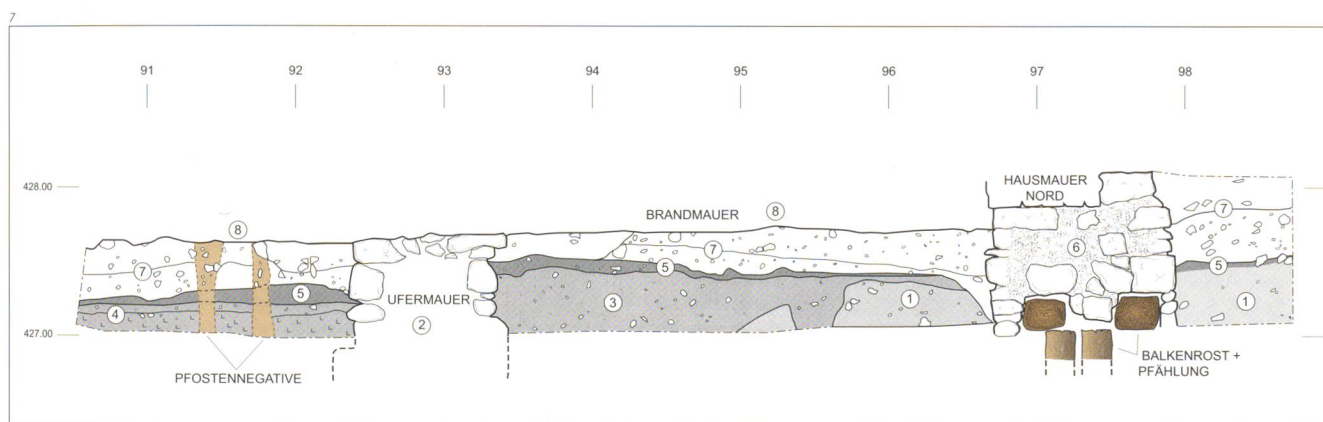 7
91 92 93 94 95 96 97 98
428.00
HAUSMAUER
NORD
BRANDMAUER 8
7
8
7
6
7
5
5
5
UFERMAUER
3
1
1
4
2
427.00
PFOSTENNEGATIVE
BALKENROST +
PFÄHLUNG